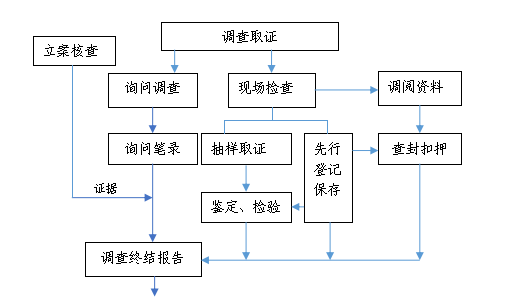 调查取证
立案核查
询问调查
现场检查
调阅资料
询问笔录
抽样取证
先行
登记
保存
查封扣押
证据
鉴定、检验
调查终结报告